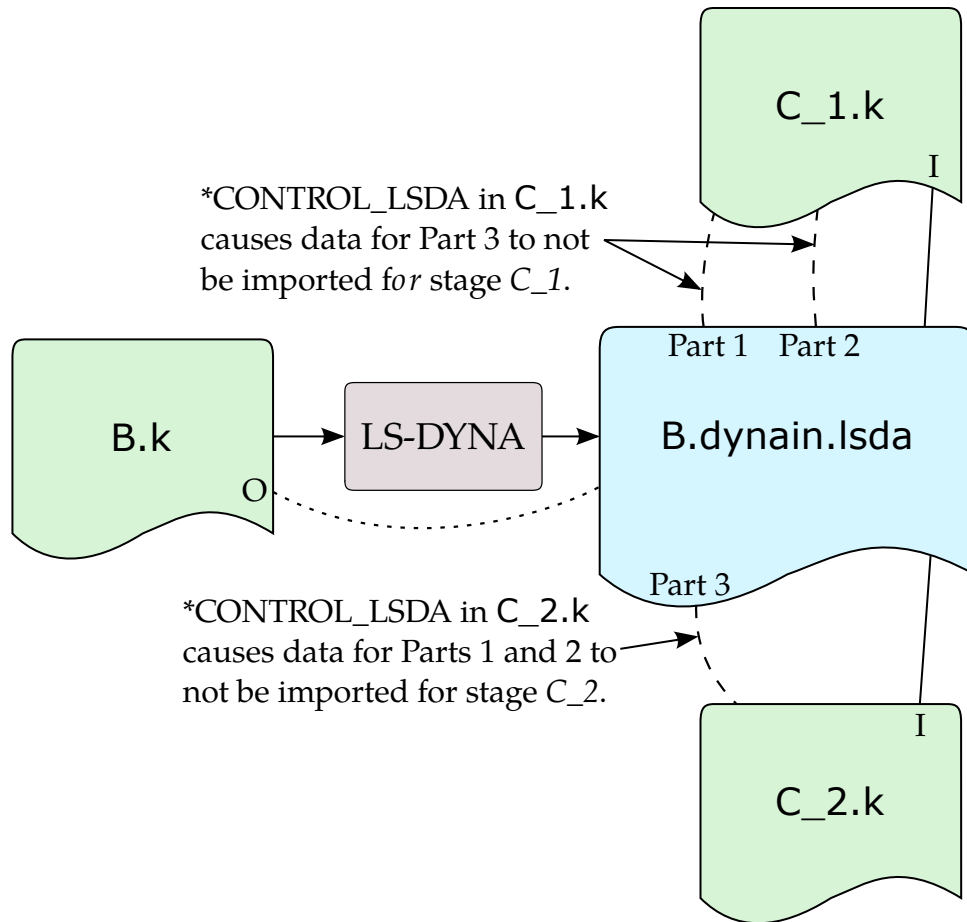 C_1.k
I
*CONTROL_LSDA in C_1.k
causes data for Part 3 to not
be imported for stage C_1.
Part 1 Part 2
B.k
LS-DYNA
B.dynain.lsda
O
Part 3
*CONTROL_LSDA in C_2.k
causes data for Parts 1 and 2 to
not be imported for stage C_2.
I
C_2.k